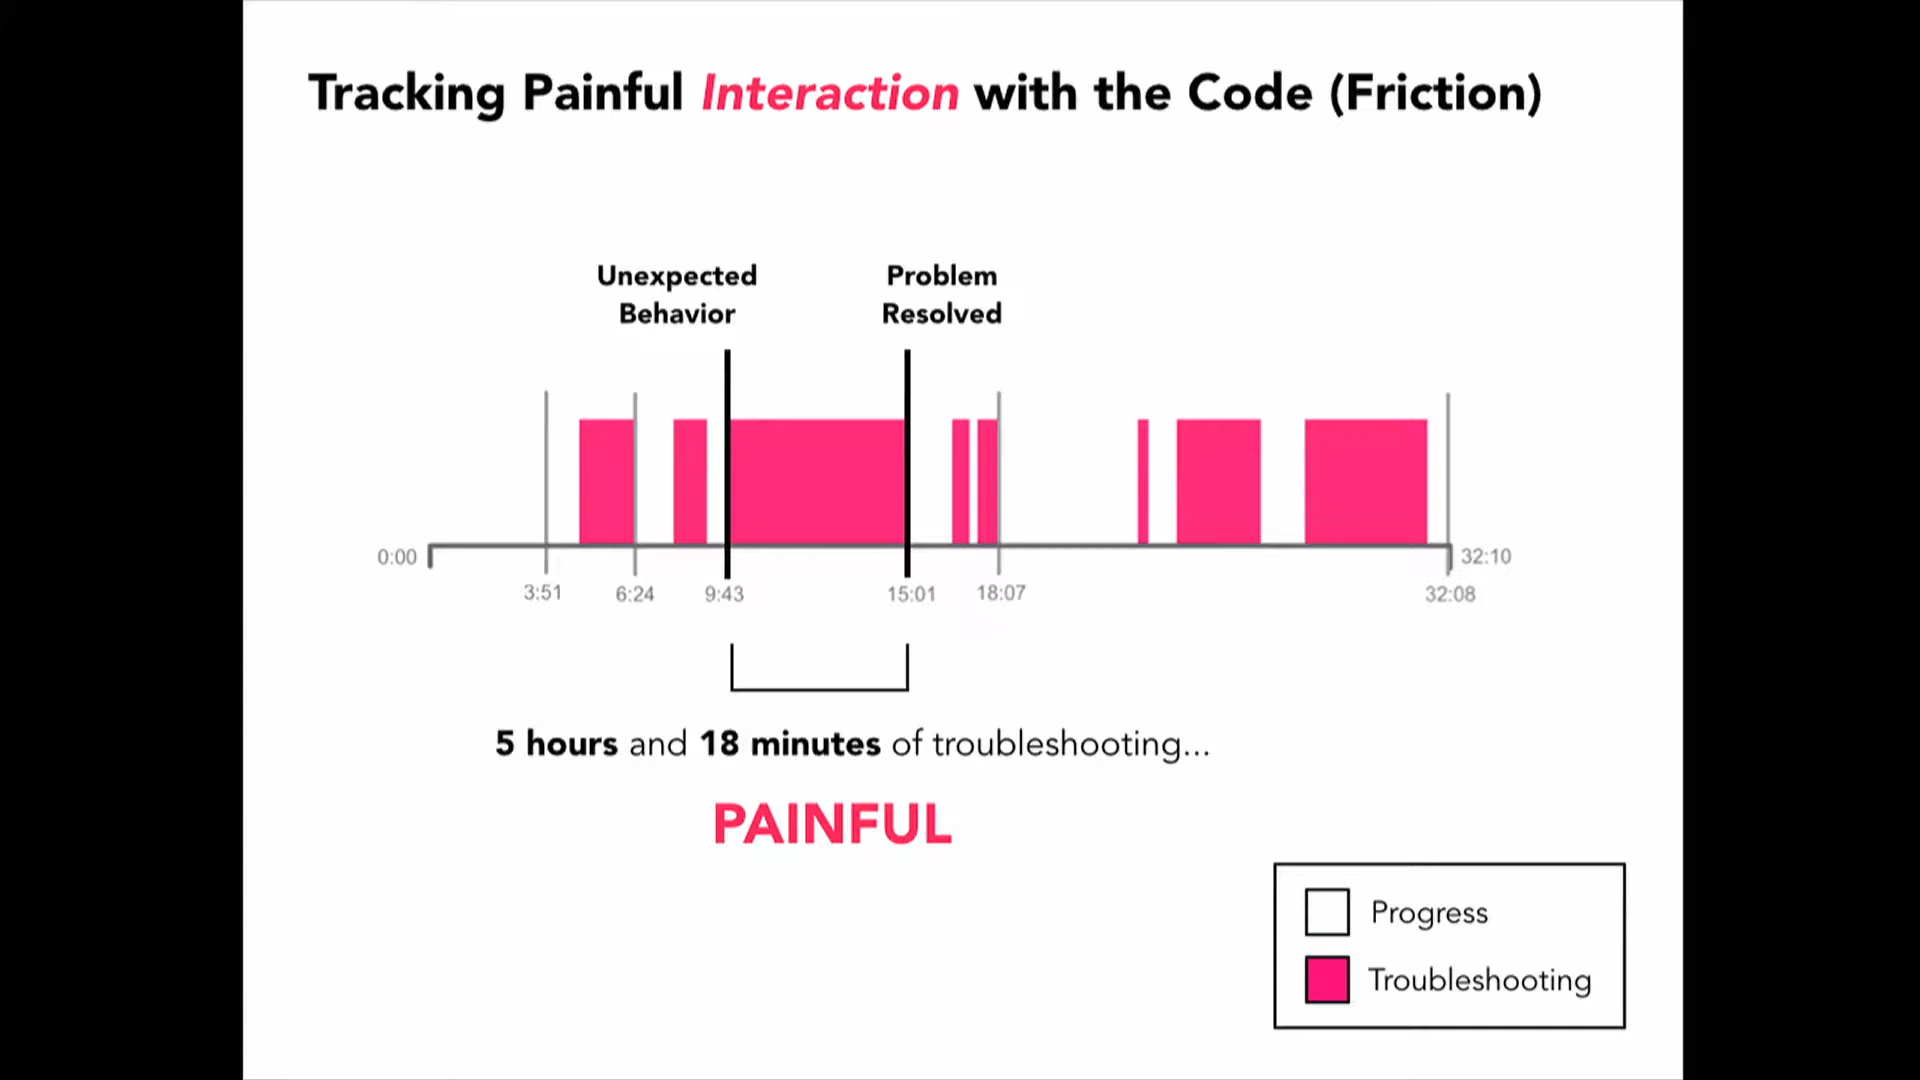 Tracking Painful Interaction with the Code (Friction)
Unexpected
Behavior
Problem
Resolved
0:00
32:10
3:51
6:24
9:43
15:01
18:07
32:08
5 hours and 18 minutes of troubleshooting...
PAINFUL
Progress
Troubleshooting